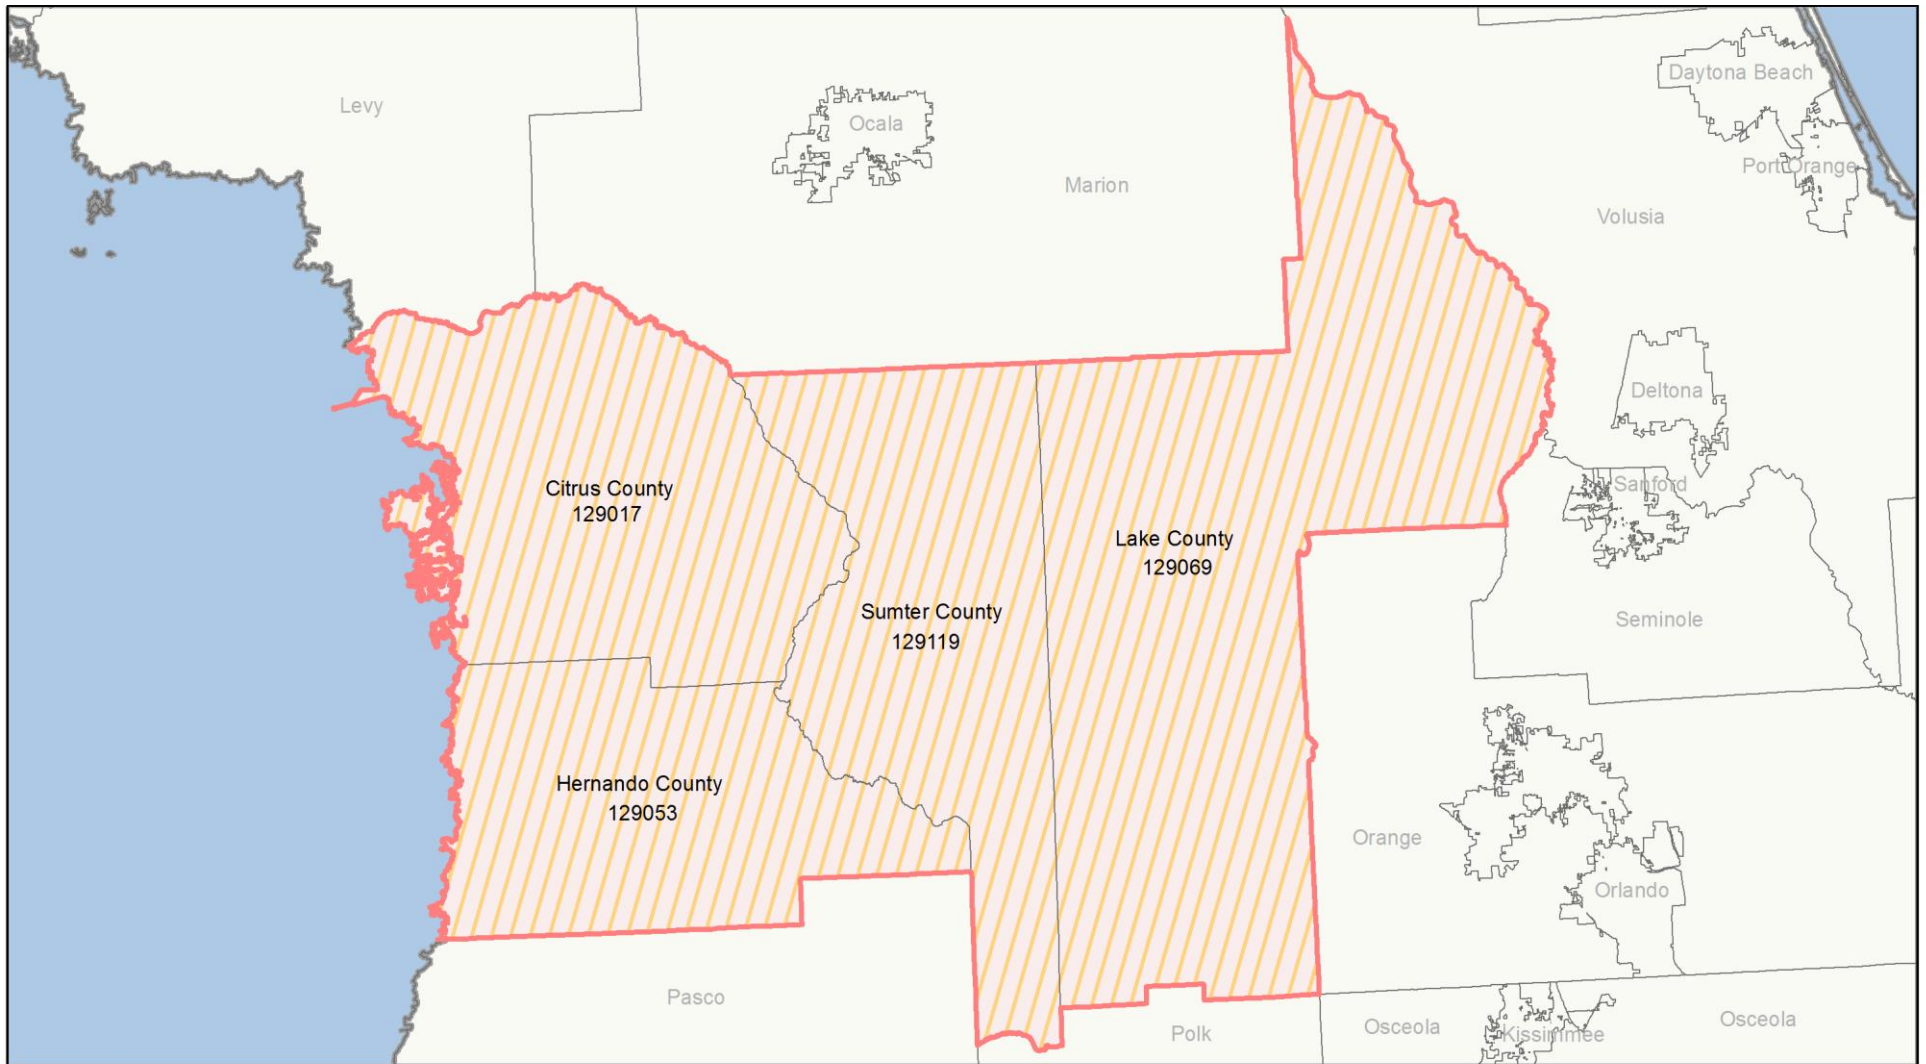 Daytona Beach
Levy
Ocala
Port Orange
Marion
Volusia
Deltona
Citrus County
129017
Sanford
Lake County
129069
Sumter County
129119
Seminole
Hernando County
129053
Orange
Orlando
Pasco
Polk
Osceola
Kissimmee
Osceola